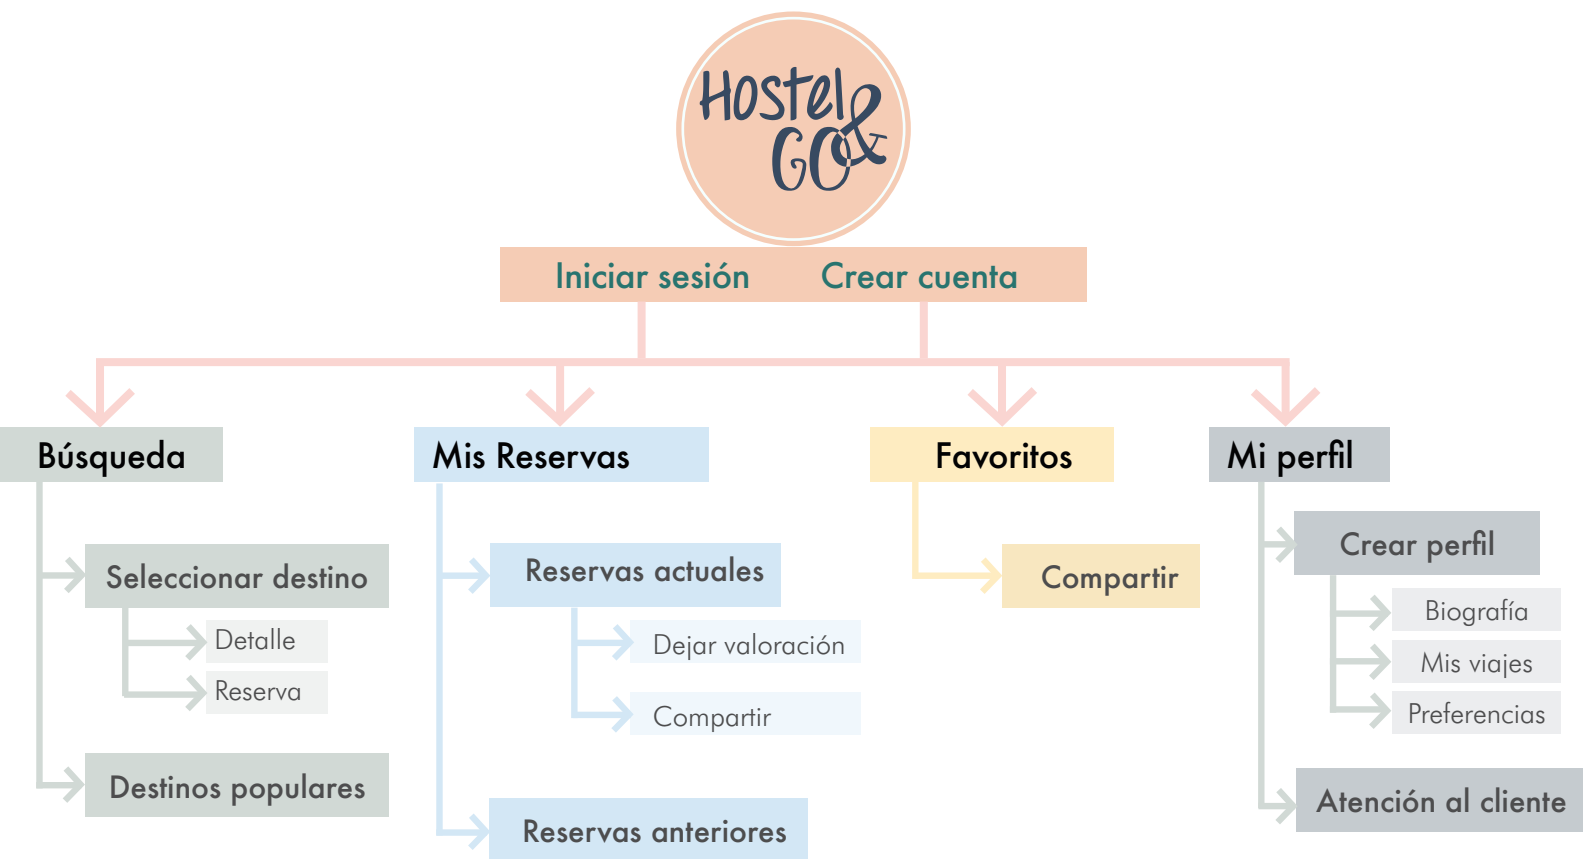 Hostel
& GO
Iniciar sesión
Crear cuenta
Búsqueda
Seleccionar destino
Detalle
Reserva
Destinos populares
Mis Reservas
Reservas actuales
Dejar valoración
Compartir
Reservas anteriores
Favoritos
Compartir
Mi perfil
Crear perfil
Biografía
Mis viajes
Preferencias
Atención al cliente